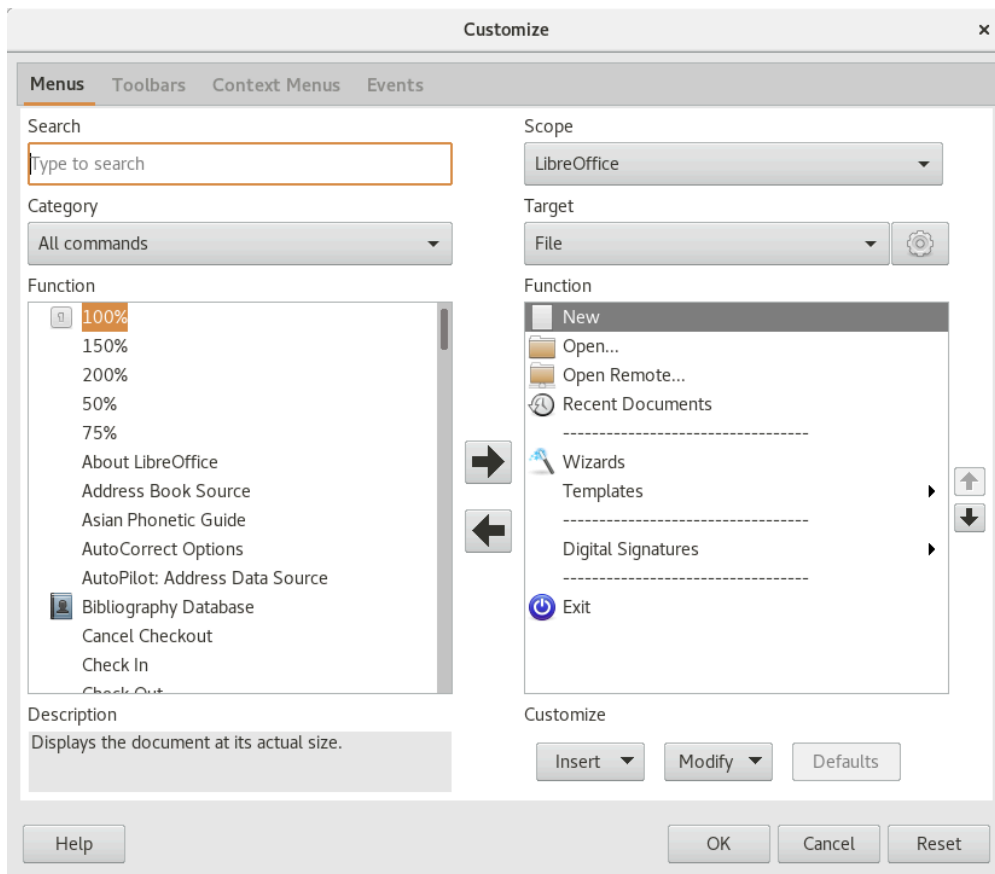 Customize
Menus Toolbars Context Menus Events
Search
Type to search
Category
All commands
Function
100%
150%
200%
50%
75%
About LibreOffice
Address Book Source
Asian Phonetic Guide
AutoCorrect Options
AutoPilot: Address Data Source
Bibliography Database
Cancel Checkout
Check In
Check Out
Description
Displays the document at its actual size.
Scope
LibreOffice
Target
File
Function
New
Open...
Open Remote...
Recent Documents
----------------------------------
Wizards
Templates
----------------------------------
Digital Signatures
----------------------------------
Exit
Customize
Insert Modify Defaults
Help OK Cancel Reset